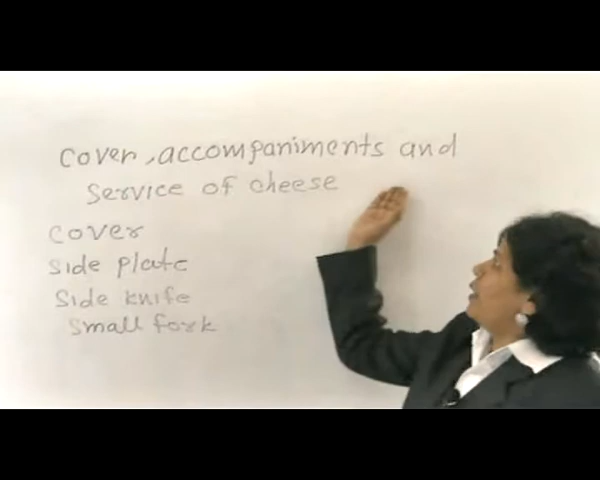 cover, accompaniments and
service of cheese
cover
side plate
side knife
small fork